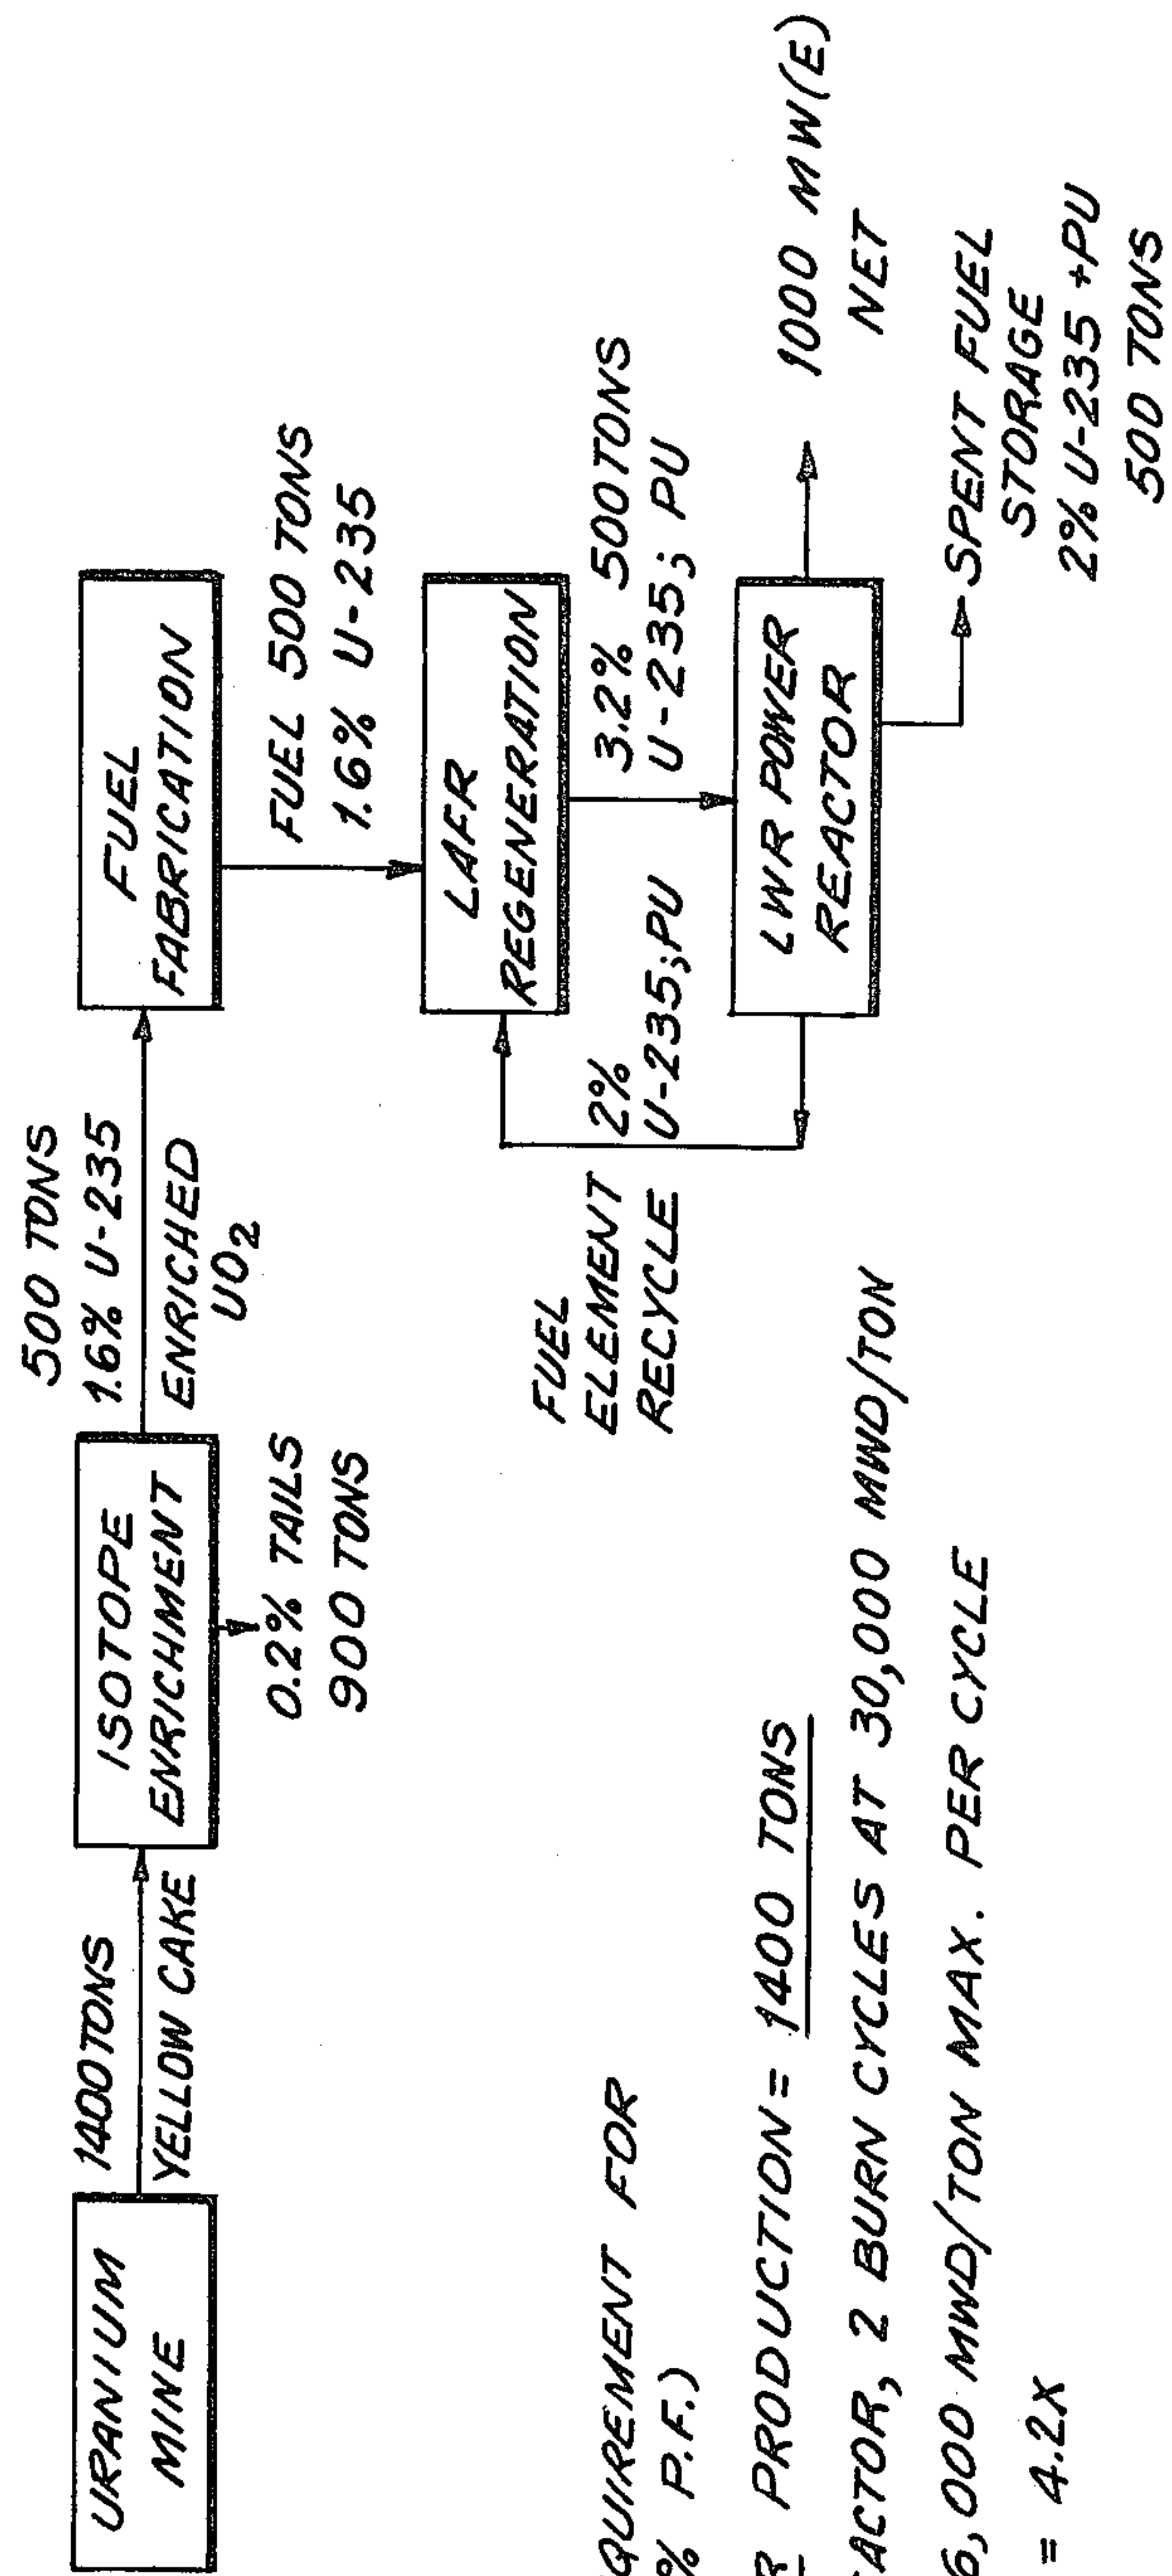 URANIUM
MINE
1400 TONS
YELLOW CAKE
ISOTOPE
ENRICHMENT
0.2% TAILS
900 TONS
500 TONS
1.6% U-235
ENRICHED
UO₂
FUEL
FABRICATION
FUEL 500 TONS
1.6% U-235
LAFR
REGENERATION
FUEL
ELEMENT
RECYCLE
2%
U-235;PU
3.2% 500 TONS
U-235; PU
LWR POWER
REACTOR
1000 MW(E)
NET
SPENT FUEL
STORAGE
2% U-235 +PU
500 TONS
QUIREMENT FOR
% P.F.)
R PRODUCTION = 1400 TONS
ACTOR, 2 BURN CYCLES AT 30,000 MWD/TON
6,000 MWD/TON MAX. PER CYCLE
= 4.2X